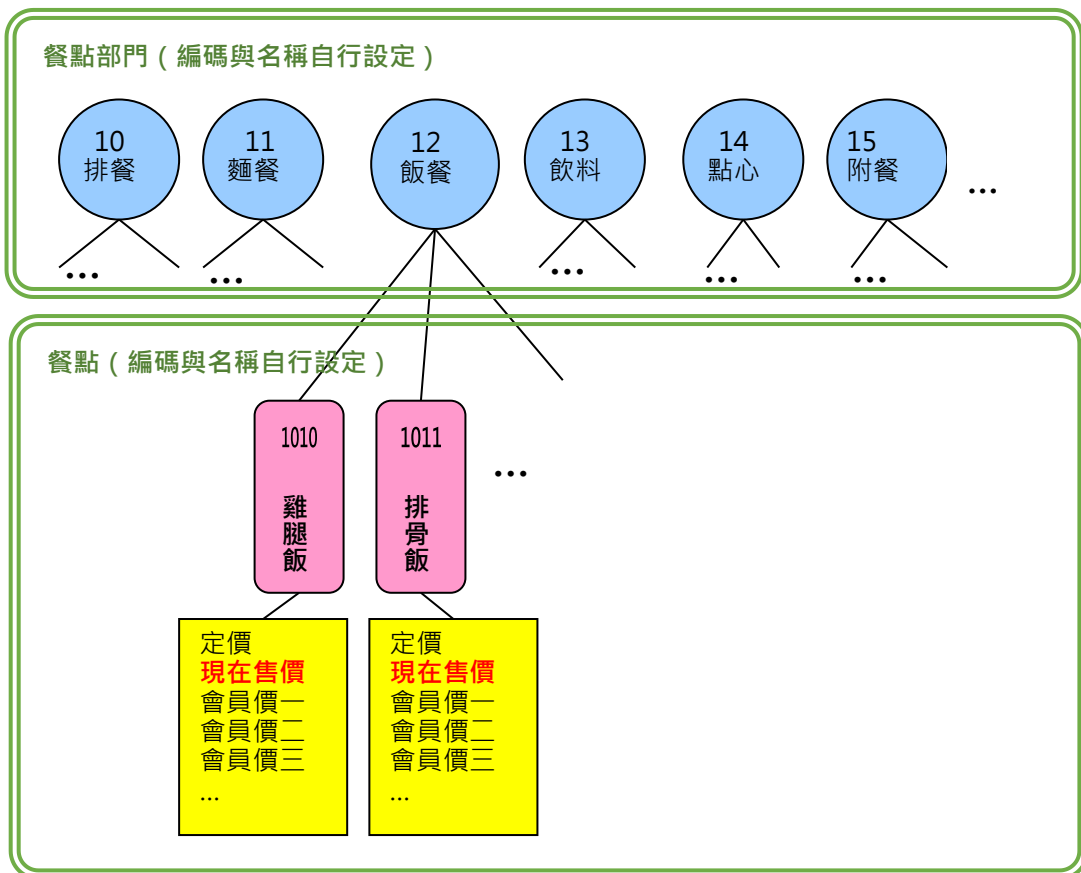 餐點部門（編碼與名稱自行設定）
10
排餐
11
麵餐
12
飯餐
13
飲料
14
點心
15
附餐
...
...
...
...
...
...
餐點（編碼與名稱自行設定）
1010
雞腿飯
1011
排骨飯
...
定價
現在售價
會員價一
會員價二
會員價三
...
定價
現在售價
會員價一
會員價二
會員價三
...